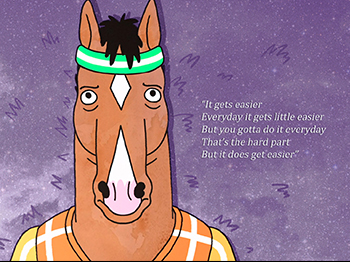 "It gets easier
Everyday it gets little easier
But you gotta do it everyday
That's the hard part
But it does get easier"